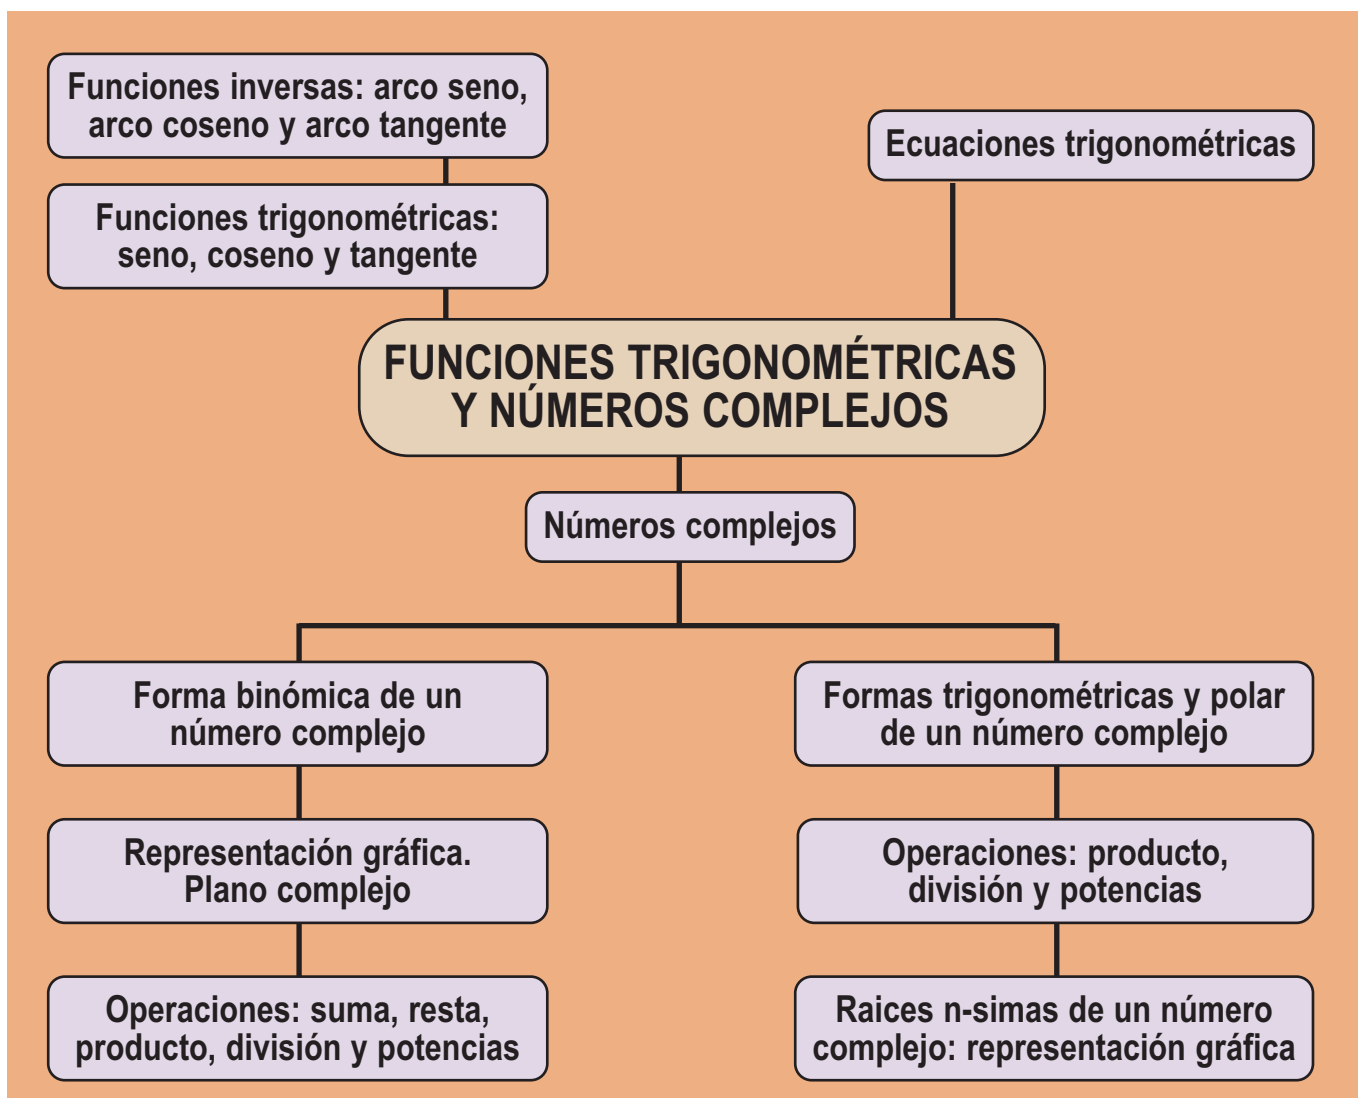 Funciones inversas: arco seno,
arco coseno y arco tangente
Ecuaciones trigonométricas
Funciones trigonométricas:
seno, coseno y tangente
FUNCIONES TRIGONOMÉTRICAS
Y NÚMEROS COMPLEJOS
Números complejos
Forma binómica de un
número complejo
Formas trigonométricas y polar
de un número complejo
Representación gráfica.
Plano complejo
Operaciones: producto,
división y potencias
Operaciones: suma, resta,
producto, división y potencias
Raices n-simas de un número
complejo: representación gráfica